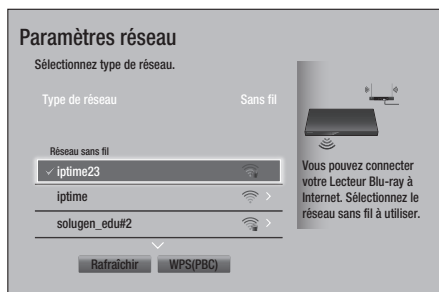 Paramètres réseau
Sélectionnez type de réseau.
Type de réseau Sans fil
Réseau sans fil
iptime23
iptime
solugen_edu#2
Rafraîchir WPS(PBC)
Vous pouvez connecter
votre Lecteur Blu-ray à
Internet. Sélectionnez le
réseau sans fil à utiliser.